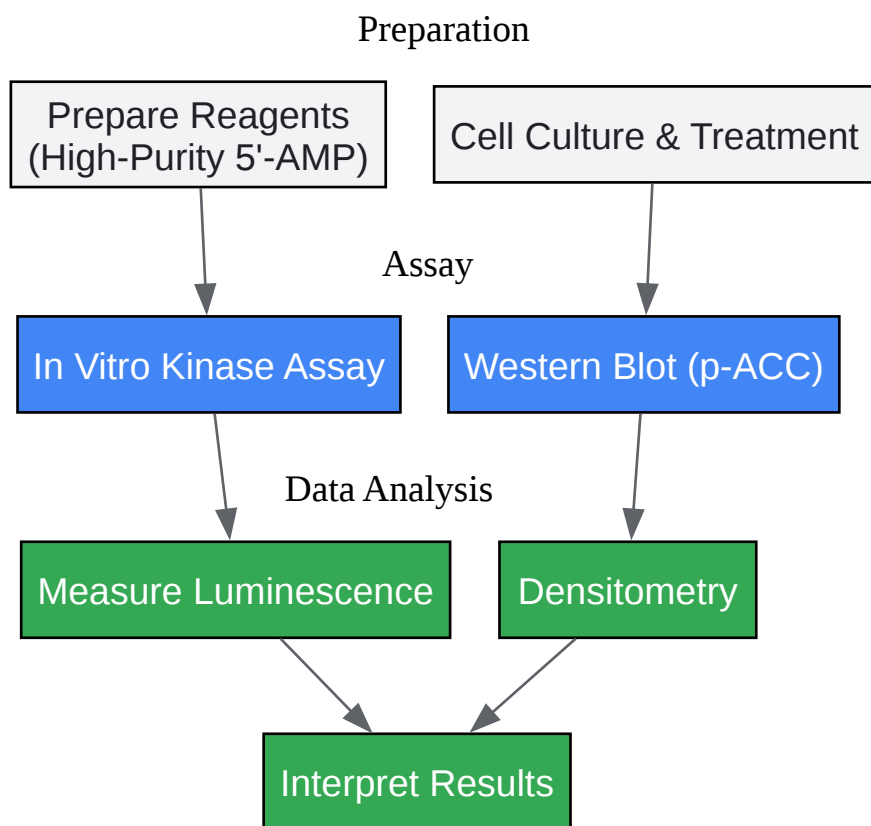 Preparation
Prepare Reagents
(High-Purity 5'-AMP)
Cell Culture & Treatment
Assay
In Vitro Kinase Assay
Western Blot (p-ACC)
Data Analysis
Measure Luminescence
Densitometry
Interpret Results